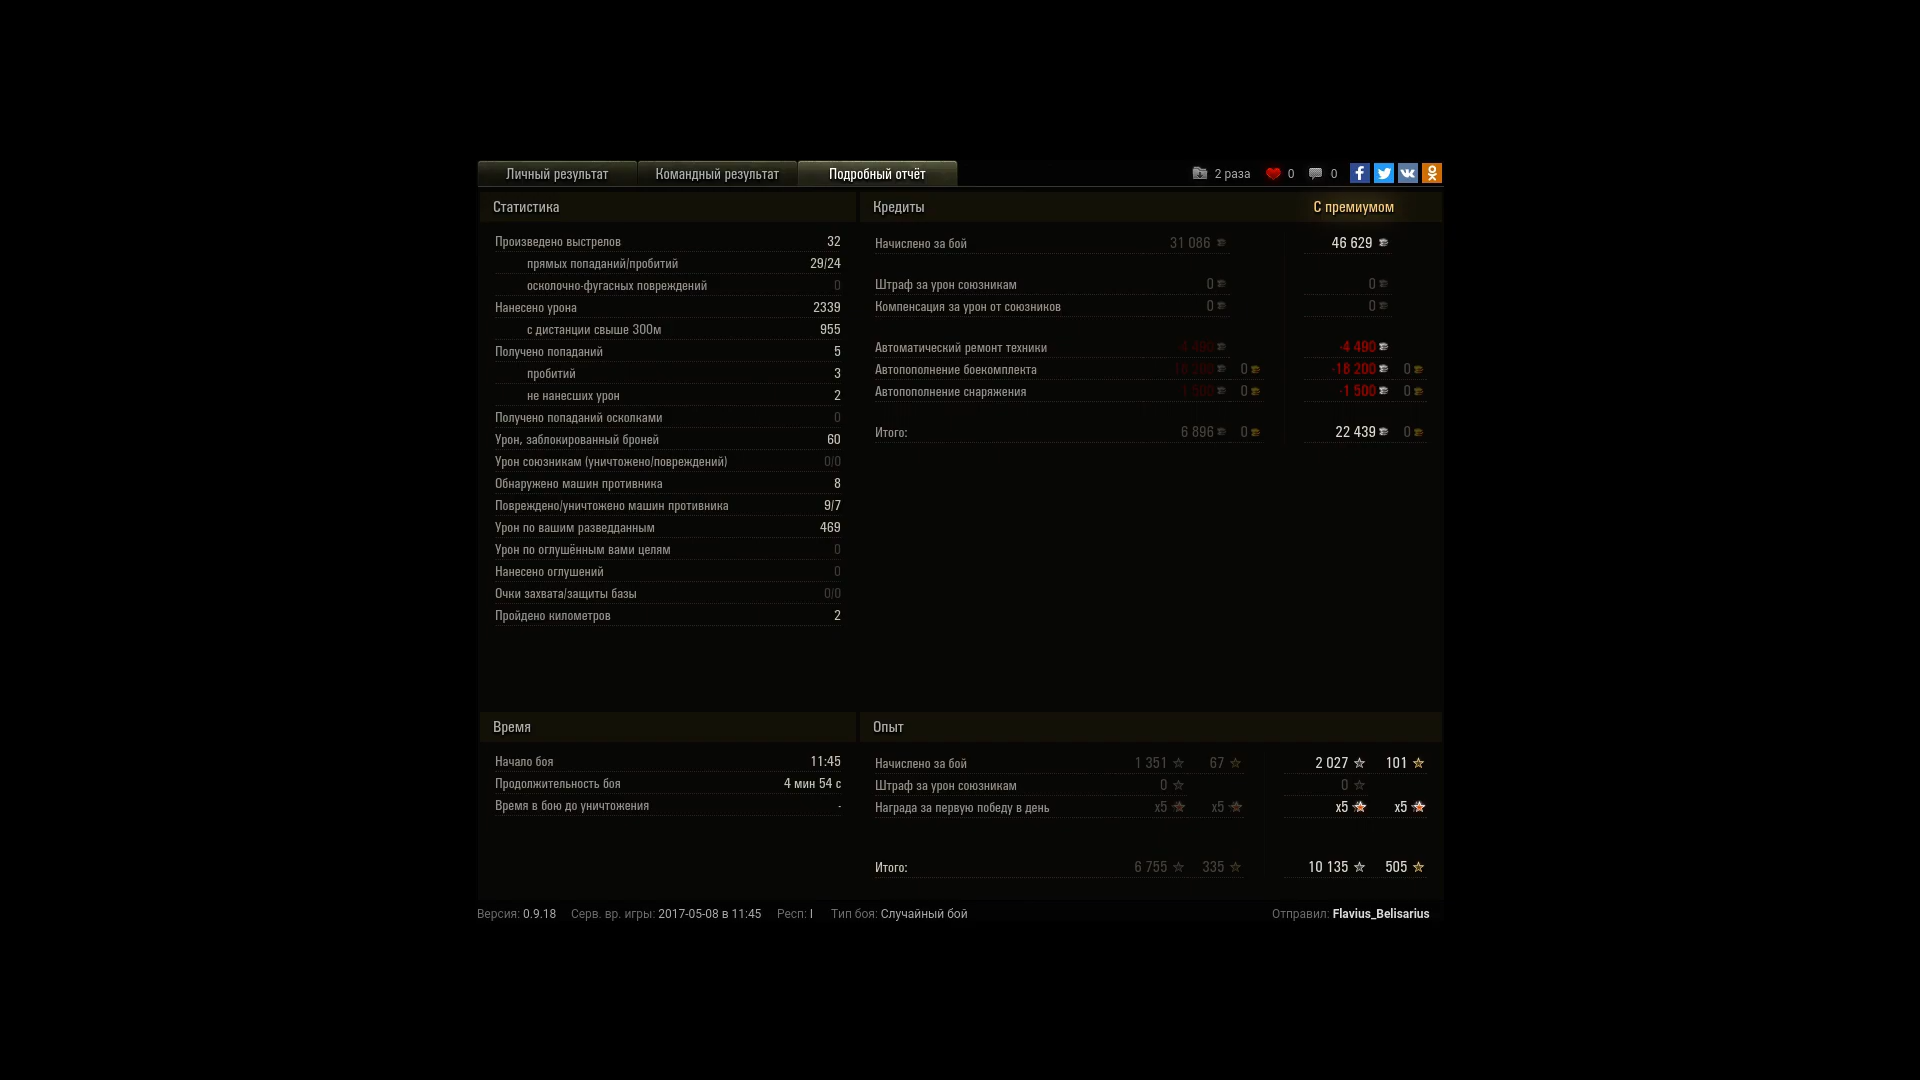 Личный результат Командный результат Подробный отчёт 2 раза 0 0
Статистика
Произведено выстрелов 32
прямых попаданий/пробитий 29/24
осколочно-фугасных повреждений 0
Нанесено урона 2339
с дистанции свыше 300м 955
Получено попаданий 5
пробитий 3
не нанесших урон 2
Получено попаданий осколками 0
Урон, заблокированный броней 60
Урон союзникам (уничтожено/повреждений) 0/0
Обнаружено машин противника 8
Повреждено/уничтожено машин противника 9/7
Урон по вашим разведданным 469
Урон по оглушённым вами целям 0
Нанесено оглушений 0
Очки захвата/защиты базы 0/0
Пройдено километров 2
Кредиты С премиумом
Начислено за бой 31 086 46 629
Штраф за урон союзникам 0 0
Компенсация за урон от союзников 0 0
Автоматический ремонт техники -4 490 -4 490
Автопополнение боекомплекта -18 200 0 -18 200 0
Автопополнение снаряжения -1 500 0 -1 500 0
Итого: 6 896 0 22 439 0
Время
Начало боя 11:45
Продолжительность боя 4 мин 54 с
Время в бою до уничтожения -
Опыт
Начислено за бой 1 351 67 2 027 101
Штраф за урон союзникам 0 0
Награда за первую победу в день x5 x5 x5 x5
Итого: 6 755 335 10 135 505
Версия: 0.9.18 Серв. вр. игры: 2017-05-08 в 11:45 Респ: I Тип боя: Случайный бой Отправил: Flavius_Belisarius